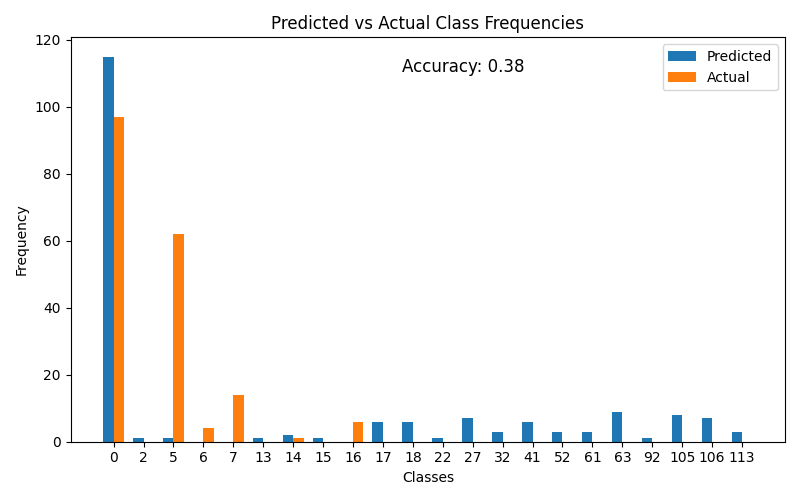 Predicted vs Actual Class Frequencies
Accuracy: 0.38
Predicted
Actual
120
100
80
60
40
20
0
Frequency
0 2 5 6 7 13 14 15 16 17 18 22 27 32 41 52 61 63 92 105 106 113
Classes